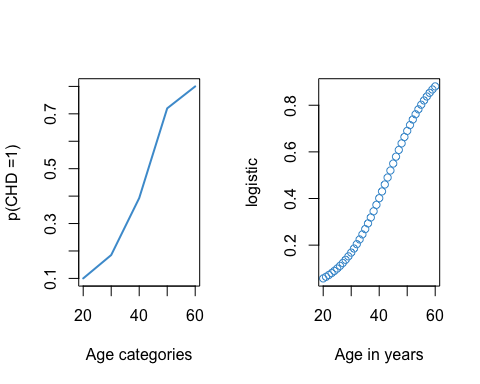 p(CHD =1)
0.7
0.5
0.3
0.1
20 40 60
Age categories
logistic
0.8
0.6
0.4
0.2
20 40 60
Age in years